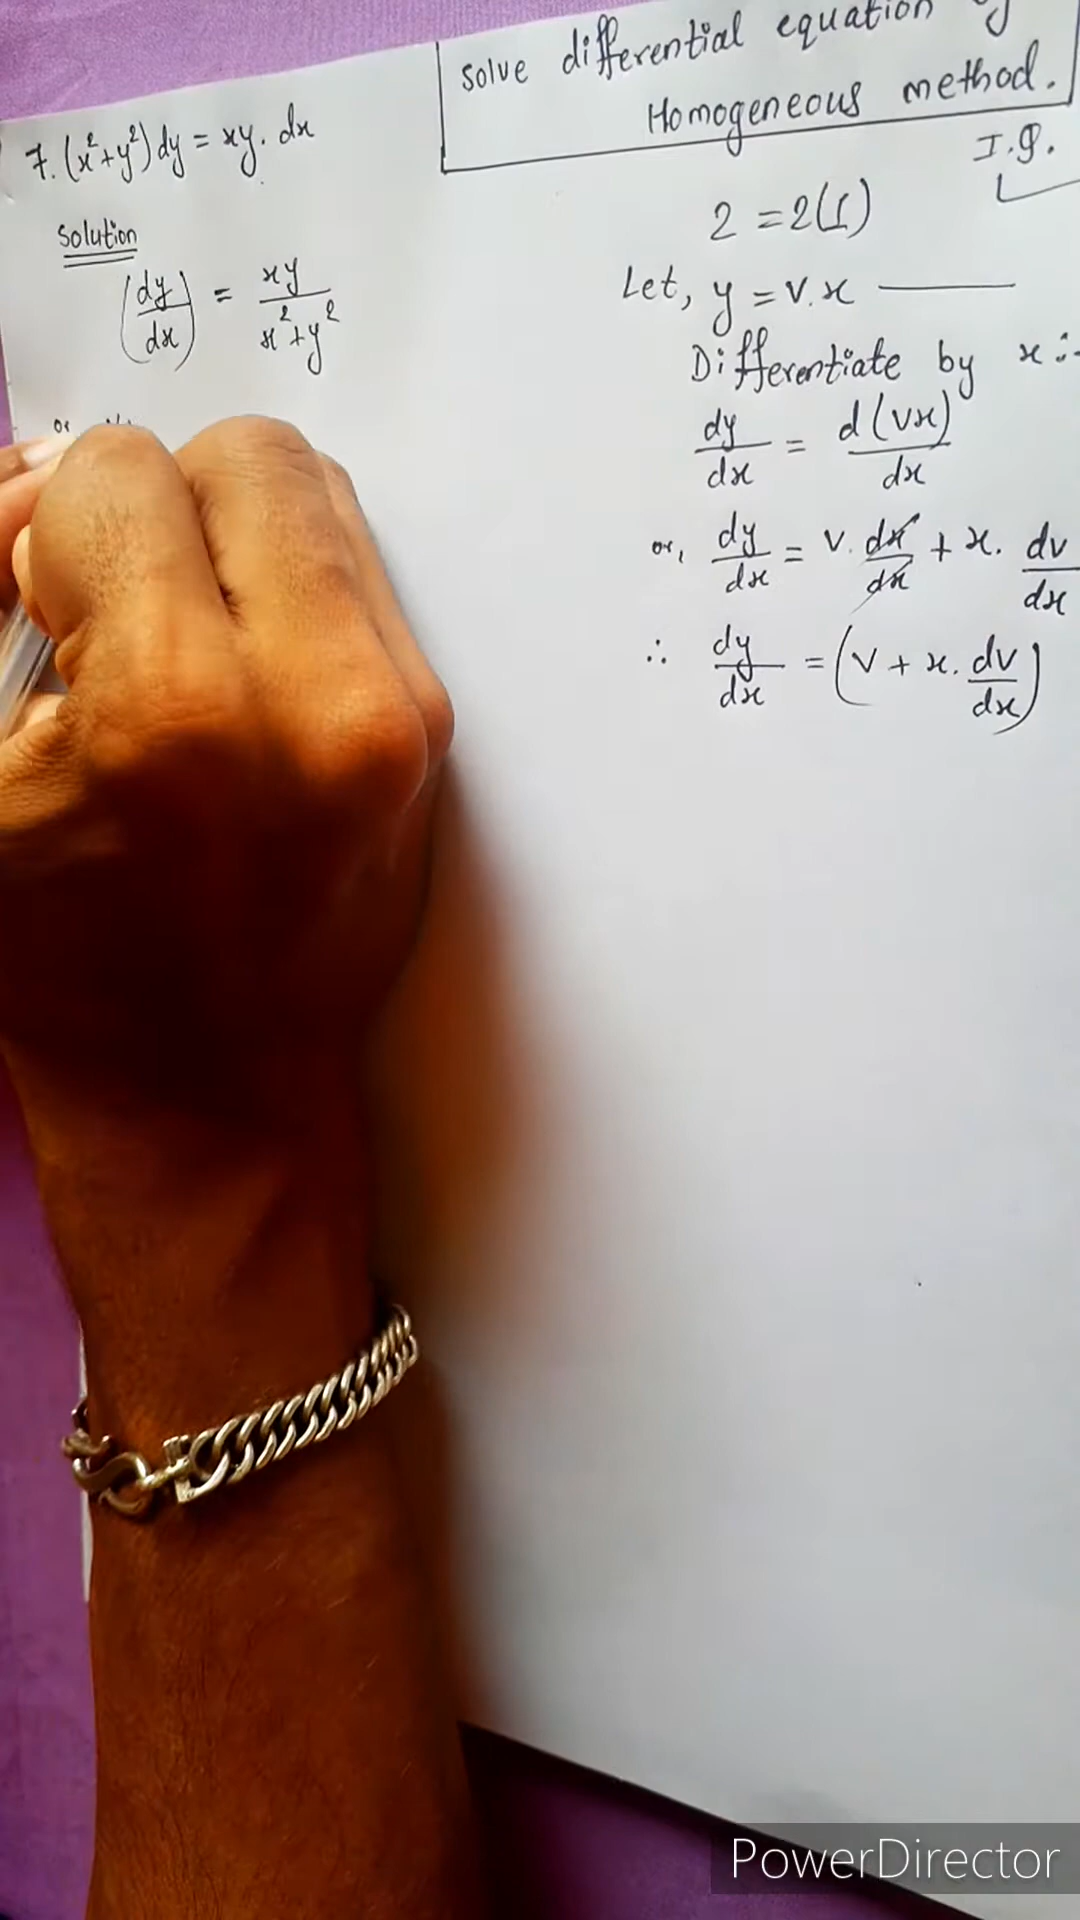 Solve differential equation
Homogeneous method.
7. (x²+y²)dy = xy. dx
Solution
(dy/dx) = xy/x²+y²
or
I.g.
2 = 2(1)
Let, y = v.x
Differentiate by x :-
dy/dx = d(vx)/dx
or, dy/dx = v. dx/dx + x. dv/dx
∴ dy/dx = (v + x. dv/dx)
PowerDirector